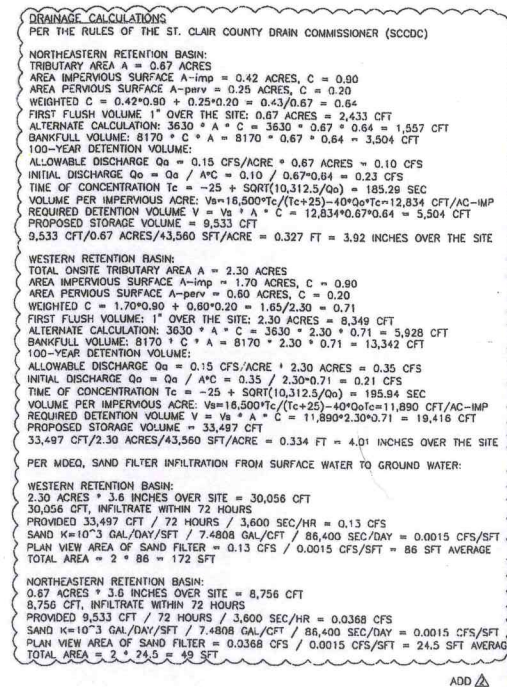 DRAINAGE CALCULATIONS
PER THE RULES OF THE ST. CLAIR COUNTY DRAIN COMMISSIONER (SCCDC)
NORTHEASTERN RETENTION BASIN:
TRIBUTARY AREA A = 0.67 ACRES
AREA IMPERVIOUS SURFACE A-imp = 0.42 ACRES, C = 0.90
AREA PERVIOUS SURFACE A-perv = 0.25 ACRES, C = 0.20
WEIGHTED C = 0.42*0.90 + 0.25*0.20 = 0.43/0.67 = 0.64
FIRST FLUSH VOLUME 1" OVER THE SITE: 0.67 ACRES = 2,433 CFT
ALTERNATE CALCULATION: 3630 * A * C = 3630 * 0.67 * 0.64 = 1,557 CFT
BANKFULL VOLUME: 8170 * C * A = 8170 * 0.67 * 0.64 = 3,504 CFT
100-YEAR DETENTION VOLUME:
ALLOWABLE DISCHARGE Qa = 0.15 CFS/ACRE * 0.67 ACRES = 0.10 CFS
INITIAL DISCHARGE Qo = Qa / A*C = 0.10 / 0.67*0.64 = 0.23 CFS
TIME OF CONCENTRATION Tc = -25 + SQRT(10,312.5/Qo) = 185.29 SEC
VOLUME PER IMPERVIOUS ACRE: Vs=16,500*Tc/(Tc+25)-40*Qo*Tc=12,834 CFT/AC-IMP
REQUIRED DETENTION VOLUME V = Vs * A * C = 12,834*0.67*0.64 = 5,504 CFT
PROPOSED STORAGE VOLUME = 9,533 CFT
9,533 CFT/0.67 ACRES/43,560 SFT/ACRE = 0.327 FT = 3.92 INCHES OVER THE SITE
WESTERN RETENTION BASIN:
TOTAL ONSITE TRIBUTARY AREA A = 2.30 ACRES
AREA IMPERVIOUS SURFACE A-imp = 1.70 ACRES, C = 0.90
AREA PERVIOUS SURFACE A-perv = 0.60 ACRES, C = 0.20
WEIGHTED C = 1.70*0.90 + 0.60*0.20 = 1.65/2.30 = 0.71
FIRST FLUSH VOLUME: 1" OVER THE SITE: 2.30 ACRES = 8,349 CFT
ALTERNATE CALCULATION: 3630 * A * C = 3630 * 2.30 * 0.71 = 5,928 CFT
BANKFULL VOLUME: 8170 * C * A = 8170 * 2.30 * 0.71 = 13,342 CFT
100-YEAR DETENTION VOLUME:
ALLOWABLE DISCHARGE Qa = 0.15 CFS/ACRE * 2.30 ACRES = 0.35 CFS
INITIAL DISCHARGE Qo = Qa / A*C = 0.35 / 2.30*0.71 = 0.21 CFS
TIME OF CONCENTRATION Tc = -25 + SQRT(10,312.5/Qo) = 195.94 SEC
VOLUME PER IMPERVIOUS ACRE: Vs=16,500*Tc/(Tc+25)-40*QoTc=11,890 CFT/AC-IMP
REQUIRED DETENTION VOLUME V = Vs * A * C = 11,890*2.30*0.71 = 19,416 CFT
PROPOSED STORAGE VOLUME = 33,497 CFT
33,497 CFT/2.30 ACRES/43,560 SFT/ACRE = 0.334 FT = 4.01 INCHES OVER THE SITE
PER MDEQ, SAND FILTER INFILTRATION FROM SURFACE WATER TO GROUND WATER:
WESTERN RETENTION BASIN:
2.30 ACRES * 3.6 INCHES OVER SITE = 30,056 CFT
30,056 CFT, INFILTRATE WITHIN 72 HOURS
PROVIDED 33,497 CFT / 72 HOURS / 3,600 SEC/HR = 0.13 CFS
SAND K=10^3 GAL/DAY/SFT / 7.4808 GAL/CFT / 86,400 SEC/DAY = 0.0015 CFS/SFT
PLAN VIEW AREA OF SAND FILTER = 0.13 CFS / 0.0015 CFS/SFT = 86 SFT AVERAGE
TOTAL AREA = 2 * 86 = 172 SFT
NORTHEASTERN RETENTION BASIN:
0.67 ACRES * 3.6 INCHES OVER SITE = 8,756 CFT
8,756 CFT, INFILTRATE WITHIN 72 HOURS
PROVIDED 9,533 CFT / 72 HOURS / 3,600 SEC/HR = 0.0368 CFS
SAND K=10^3 GAL/DAY/SFT / 7.4808 GAL/CFT / 86,400 SEC/DAY = 0.0015 CFS/SFT
PLAN VIEW AREA OF SAND FILTER = 0.0368 CFS / 0.0015 CFS/SFT = 24.5 SFT AVERAG
TOTAL AREA = 2 * 24.5 = 49 SFT
ADD 2